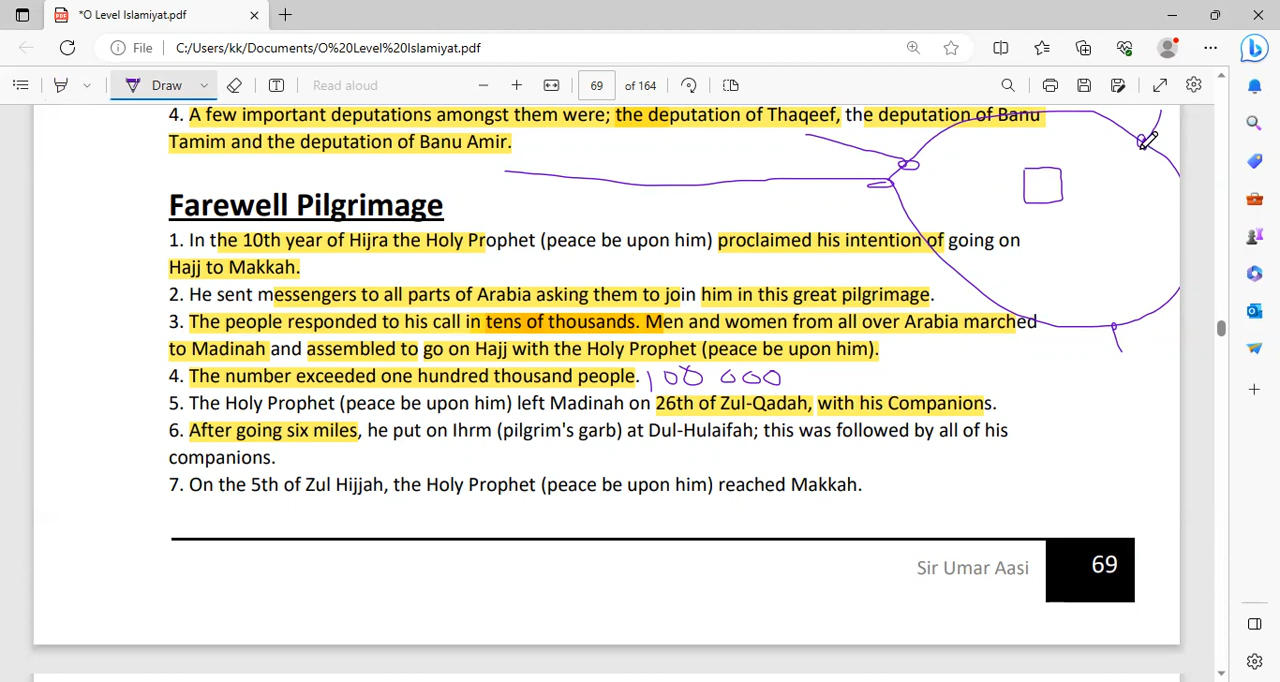 *O Level Islamiyat.pdf
File
C:/Users/kk/Documents/O%20Level%20Islamiyat.pdf
Draw
Read aloud
69 of 164
4. A few important deputations amongst them were; the deputation of Thaqeef, the deputation of Banu
Tamim and the deputation of Banu Amir.
Farewell Pilgrimage
1. In the 10th year of Hijra the Holy Prophet (peace be upon him) proclaimed his intention of going on
Hajj to Makkah.
2. He sent messengers to all parts of Arabia asking them to join him in this great pilgrimage.
3. The people responded to his call in tens of thousands. Men and women from all over Arabia marched
to Madinah and assembled to go on Hajj with the Holy Prophet (peace be upon him).
4. The number exceeded one hundred thousand people. 100 000
5. The Holy Prophet (peace be upon him) left Madinah on 26th of Zul-Qadah, with his Companions.
6. After going six miles, he put on Ihrm (pilgrim's garb) at Dul-Hulaifah; this was followed by all of his
companions.
7. On the 5th of Zul Hijjah, the Holy Prophet (peace be upon him) reached Makkah.
Sir Umar Aasi 69